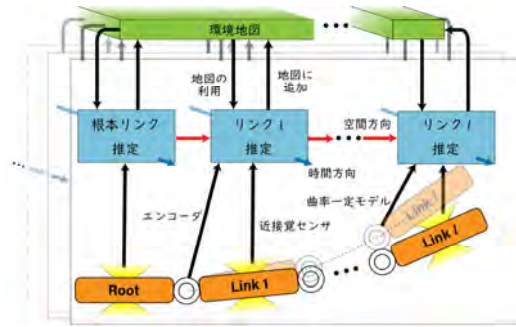 環境地図
地図の
利用
地図に
追加
根本リンク
推定
リンク 1
推定
空間方向
リンク l
推定
時間方向
エンコーダ
近接覚センサ
曲率一定モデル
Root
Link 1
Link l
Link l